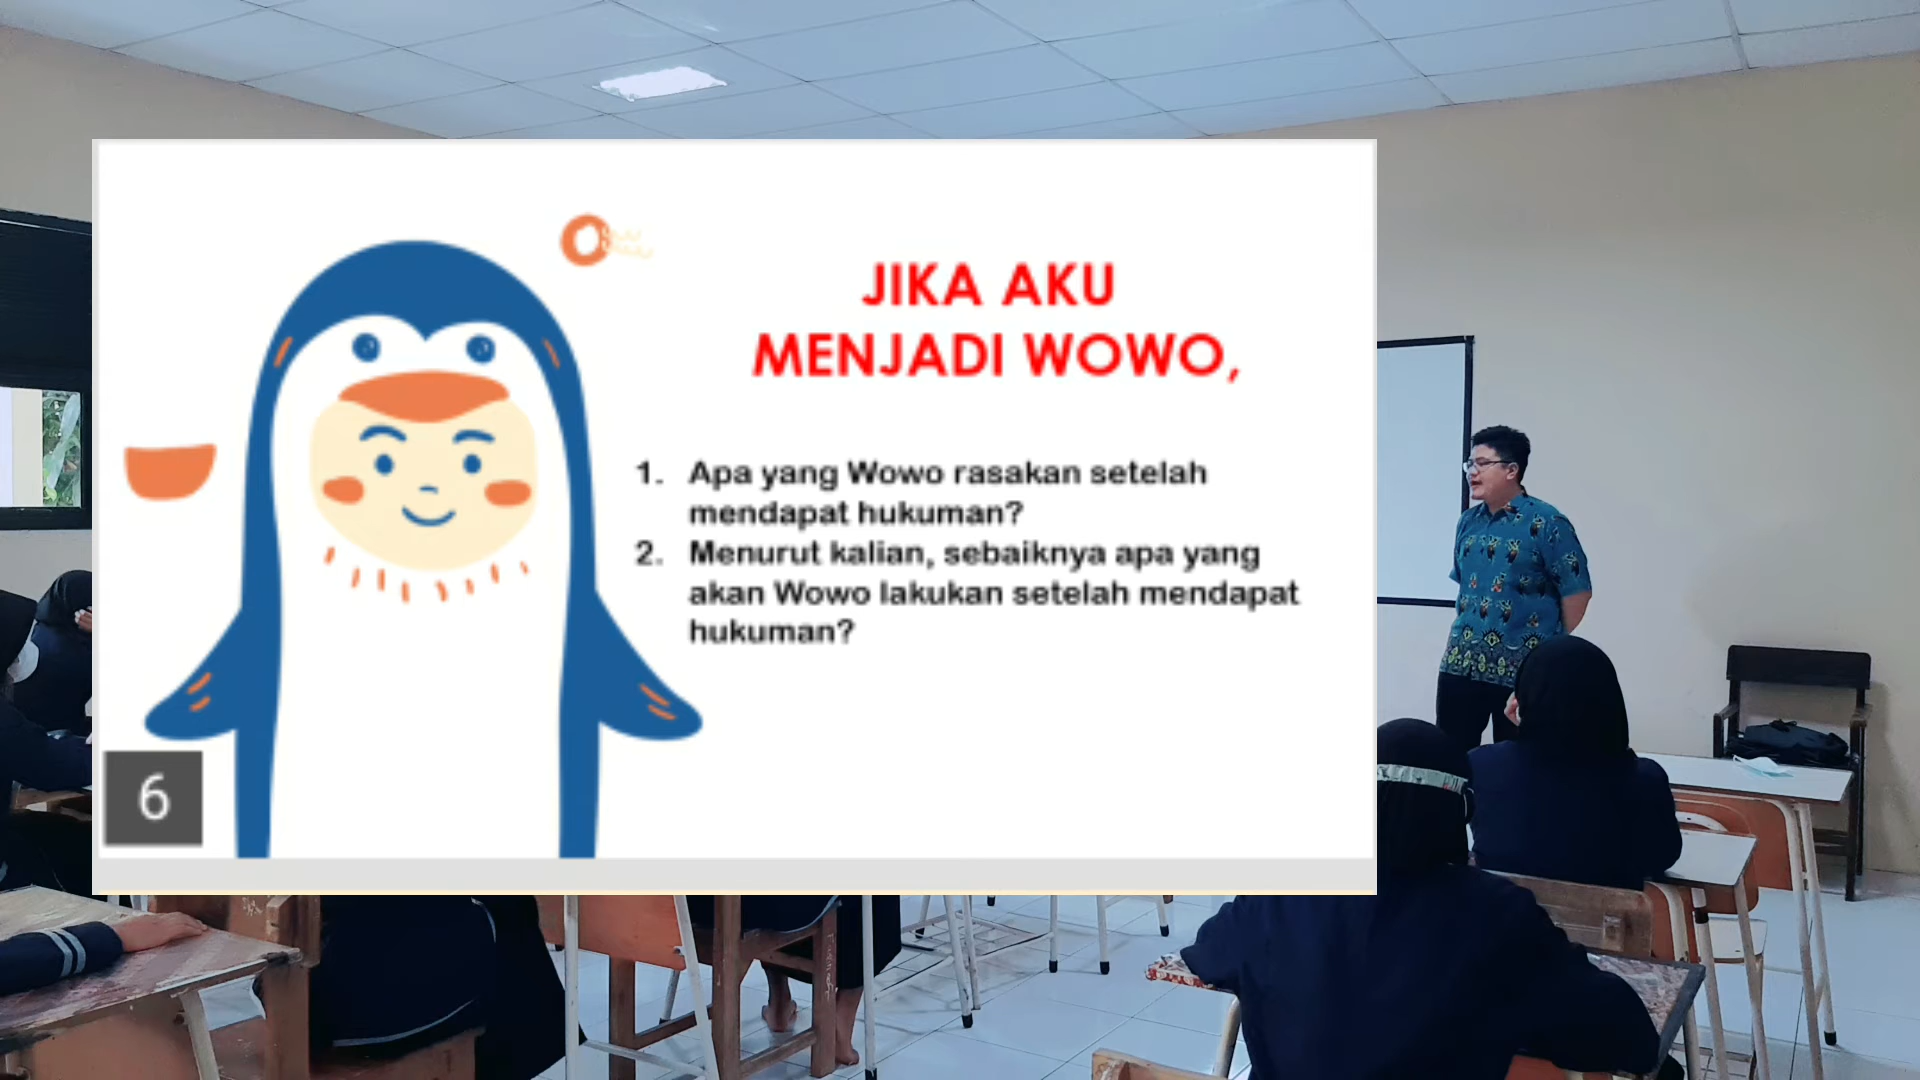 JIKA AKU
MENJADI WOWO,
1. Apa yang Wowo rasakan setelah
mendapat hukuman?
2. Menurut kalian, sebaiknya apa yang
akan Wowo lakukan setelah mendapat
hukuman?
6